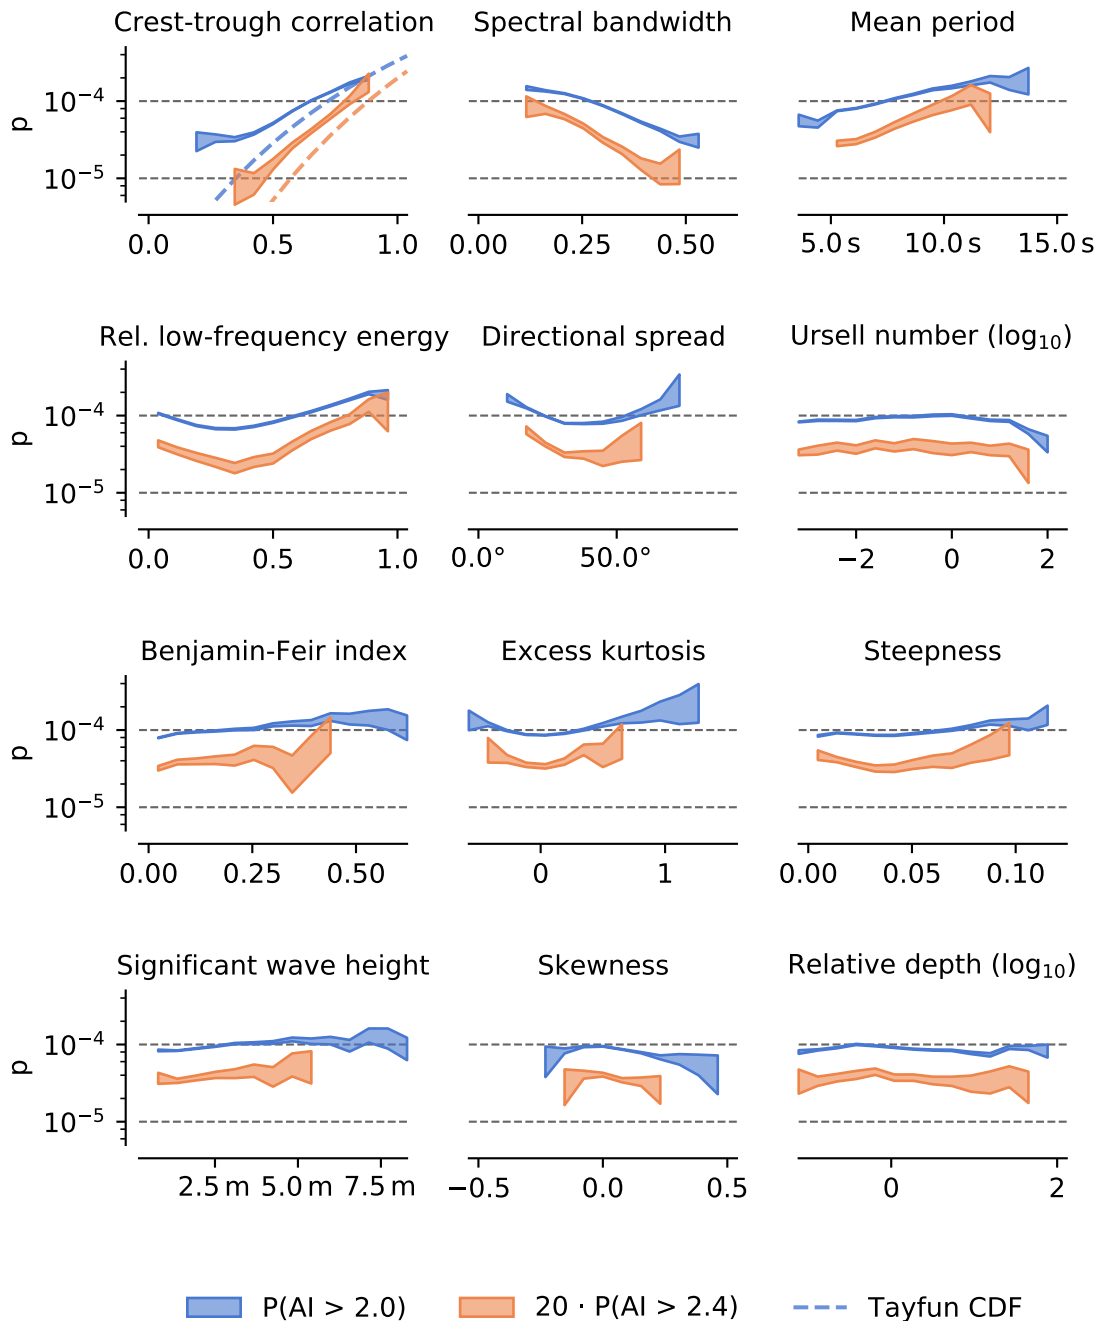 Crest-trough correlation Spectral bandwidth Mean period
p
10⁻⁴
10⁻⁵
0.0 0.5 1.0 0.00 0.25 0.50 5.0 s 10.0 s 15.0 s
Rel. low-frequency energy Directional spread Ursell number (log₁₀)
p
10⁻⁴
10⁻⁵
0.0 0.5 1.0 0.0° 50.0° −2 0 2
Benjamin-Feir index Excess kurtosis Steepness
p
10⁻⁴
10⁻⁵
0.00 0.25 0.50 0 1 0.00 0.05 0.10
Significant wave height Skewness Relative depth (log₁₀)
p
10⁻⁴
10⁻⁵
2.5 m 5.0 m 7.5 m −0.5 0.0 0.5 0 2
P(AI > 2.0) 20 · P(AI > 2.4) Tayfun CDF